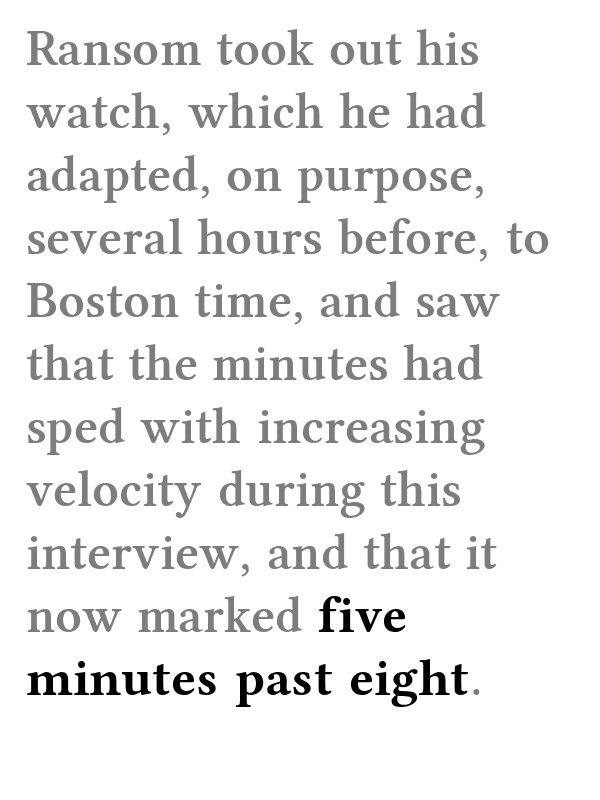 Ransom took out his
watch, which he had
adapted, on purpose,
several hours before, to
Boston time, and saw
that the minutes had
sped with increasing
velocity during this
interview, and that it
now marked five
minutes past eight.